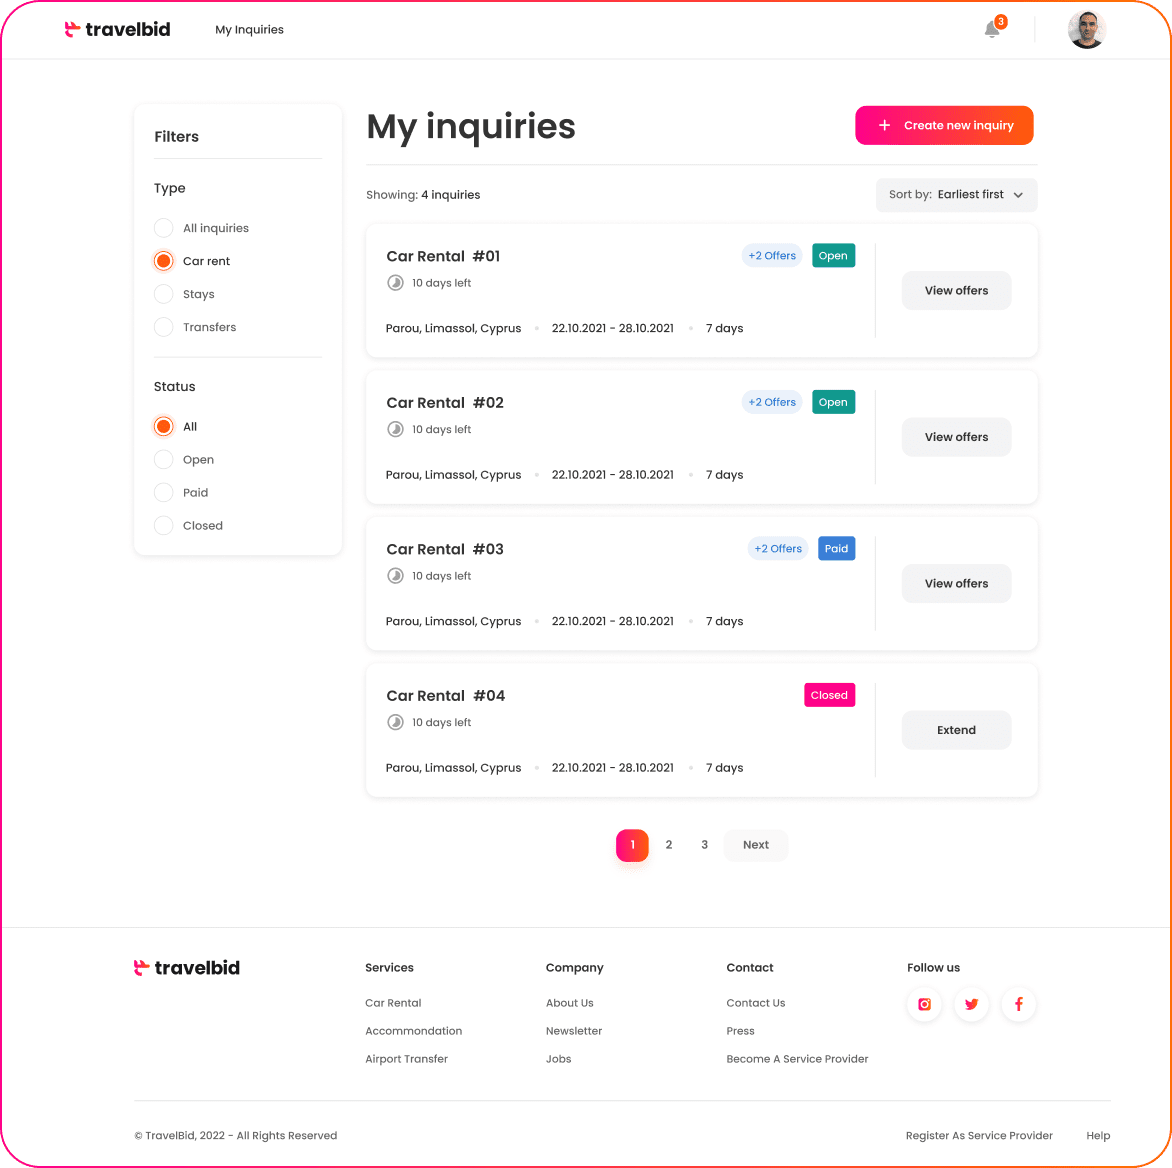 travelbid My Inquiries 3
Filters
Type
All inquiries
Car rent
Stays
Transfers
Status
All
Open
Paid
Closed
My inquiries
+ Create new inquiry
Showing: 4 inquiries
Sort by: Earliest first
Car Rental #01 +2 Offers Open
10 days left
View offers
Parou, Limassol, Cyprus 22.10.2021 - 28.10.2021 7 days
Car Rental #02 +2 Offers Open
10 days left
View offers
Parou, Limassol, Cyprus 22.10.2021 - 28.10.2021 7 days
Car Rental #03 +2 Offers Paid
10 days left
View offers
Parou, Limassol, Cyprus 22.10.2021 - 28.10.2021 7 days
Car Rental #04 Closed
10 days left
Extend
Parou, Limassol, Cyprus 22.10.2021 - 28.10.2021 7 days
1 2 3 Next
travelbid
Services
Car Rental
Accommondation
Airport Transfer
Company
About Us
Newsletter
Jobs
Contact
Contact Us
Press
Become A Service Provider
Follow us
© TravelBid, 2022 - All Rights Reserved
Register As Service Provider Help